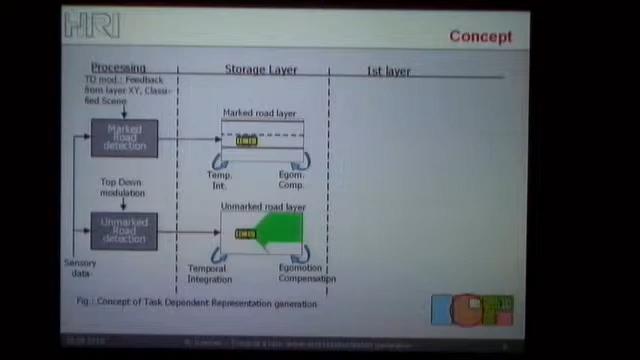 HRI
Concept
Processing
Storage Layer
1st layer
TD mod.: Feedback
from layer XY, Classi-
fied Scene
Marked
Road
detection
Marked road layer
Temp.
Int.
Egom.
Comp.
Top Down
modulation
Unmarked
Road
detection
Unmarked road layer
Sensory
data
Temporal
Integration
Egomotion
Compensation
Fig.: Concept of Task Dependent Representation generation